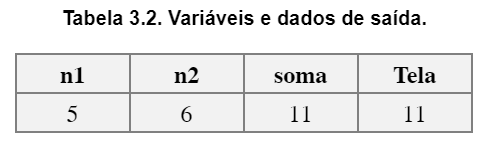 Tabela 3.2. Variáveis e dados de saída.
n1 n2 soma Tela
5 6 11 11